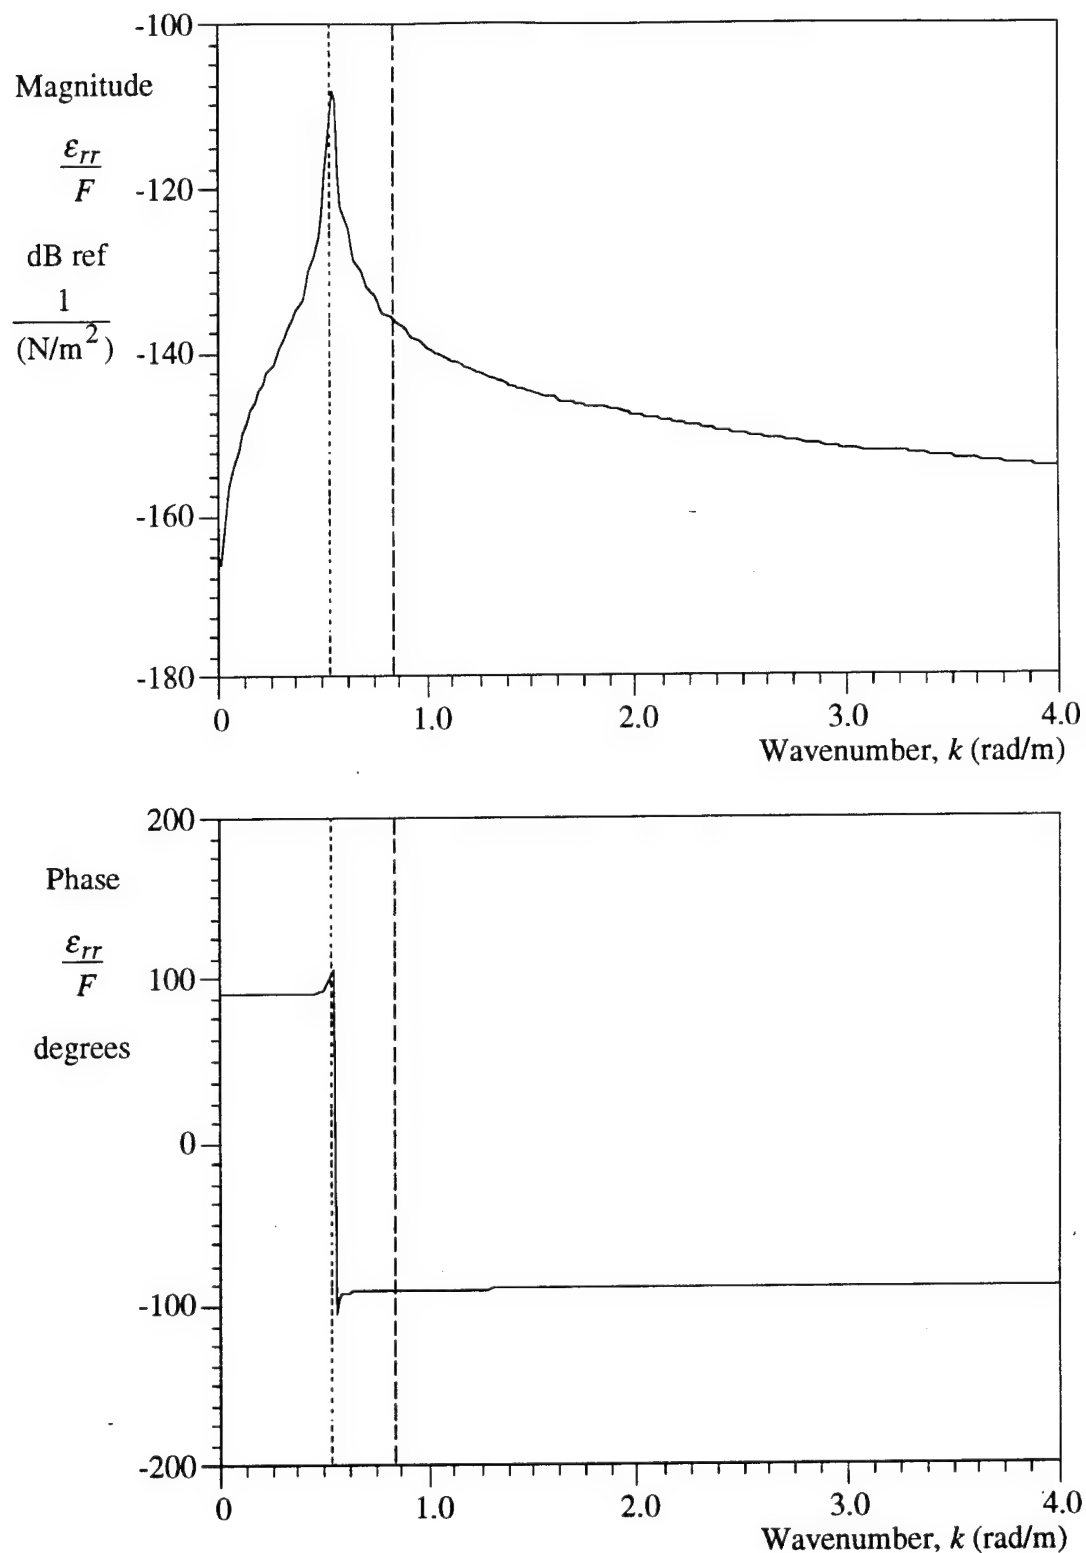 -100
Magnitude
ε_rr
F
-120
dB ref
1
(N/m²)
-140
-160
-180
0 1.0 2.0 3.0 4.0
Wavenumber, k (rad/m)
200
Phase
ε_rr
F
100
degrees
0
-100
-200
0 1.0 2.0 3.0 4.0
Wavenumber, k (rad/m)